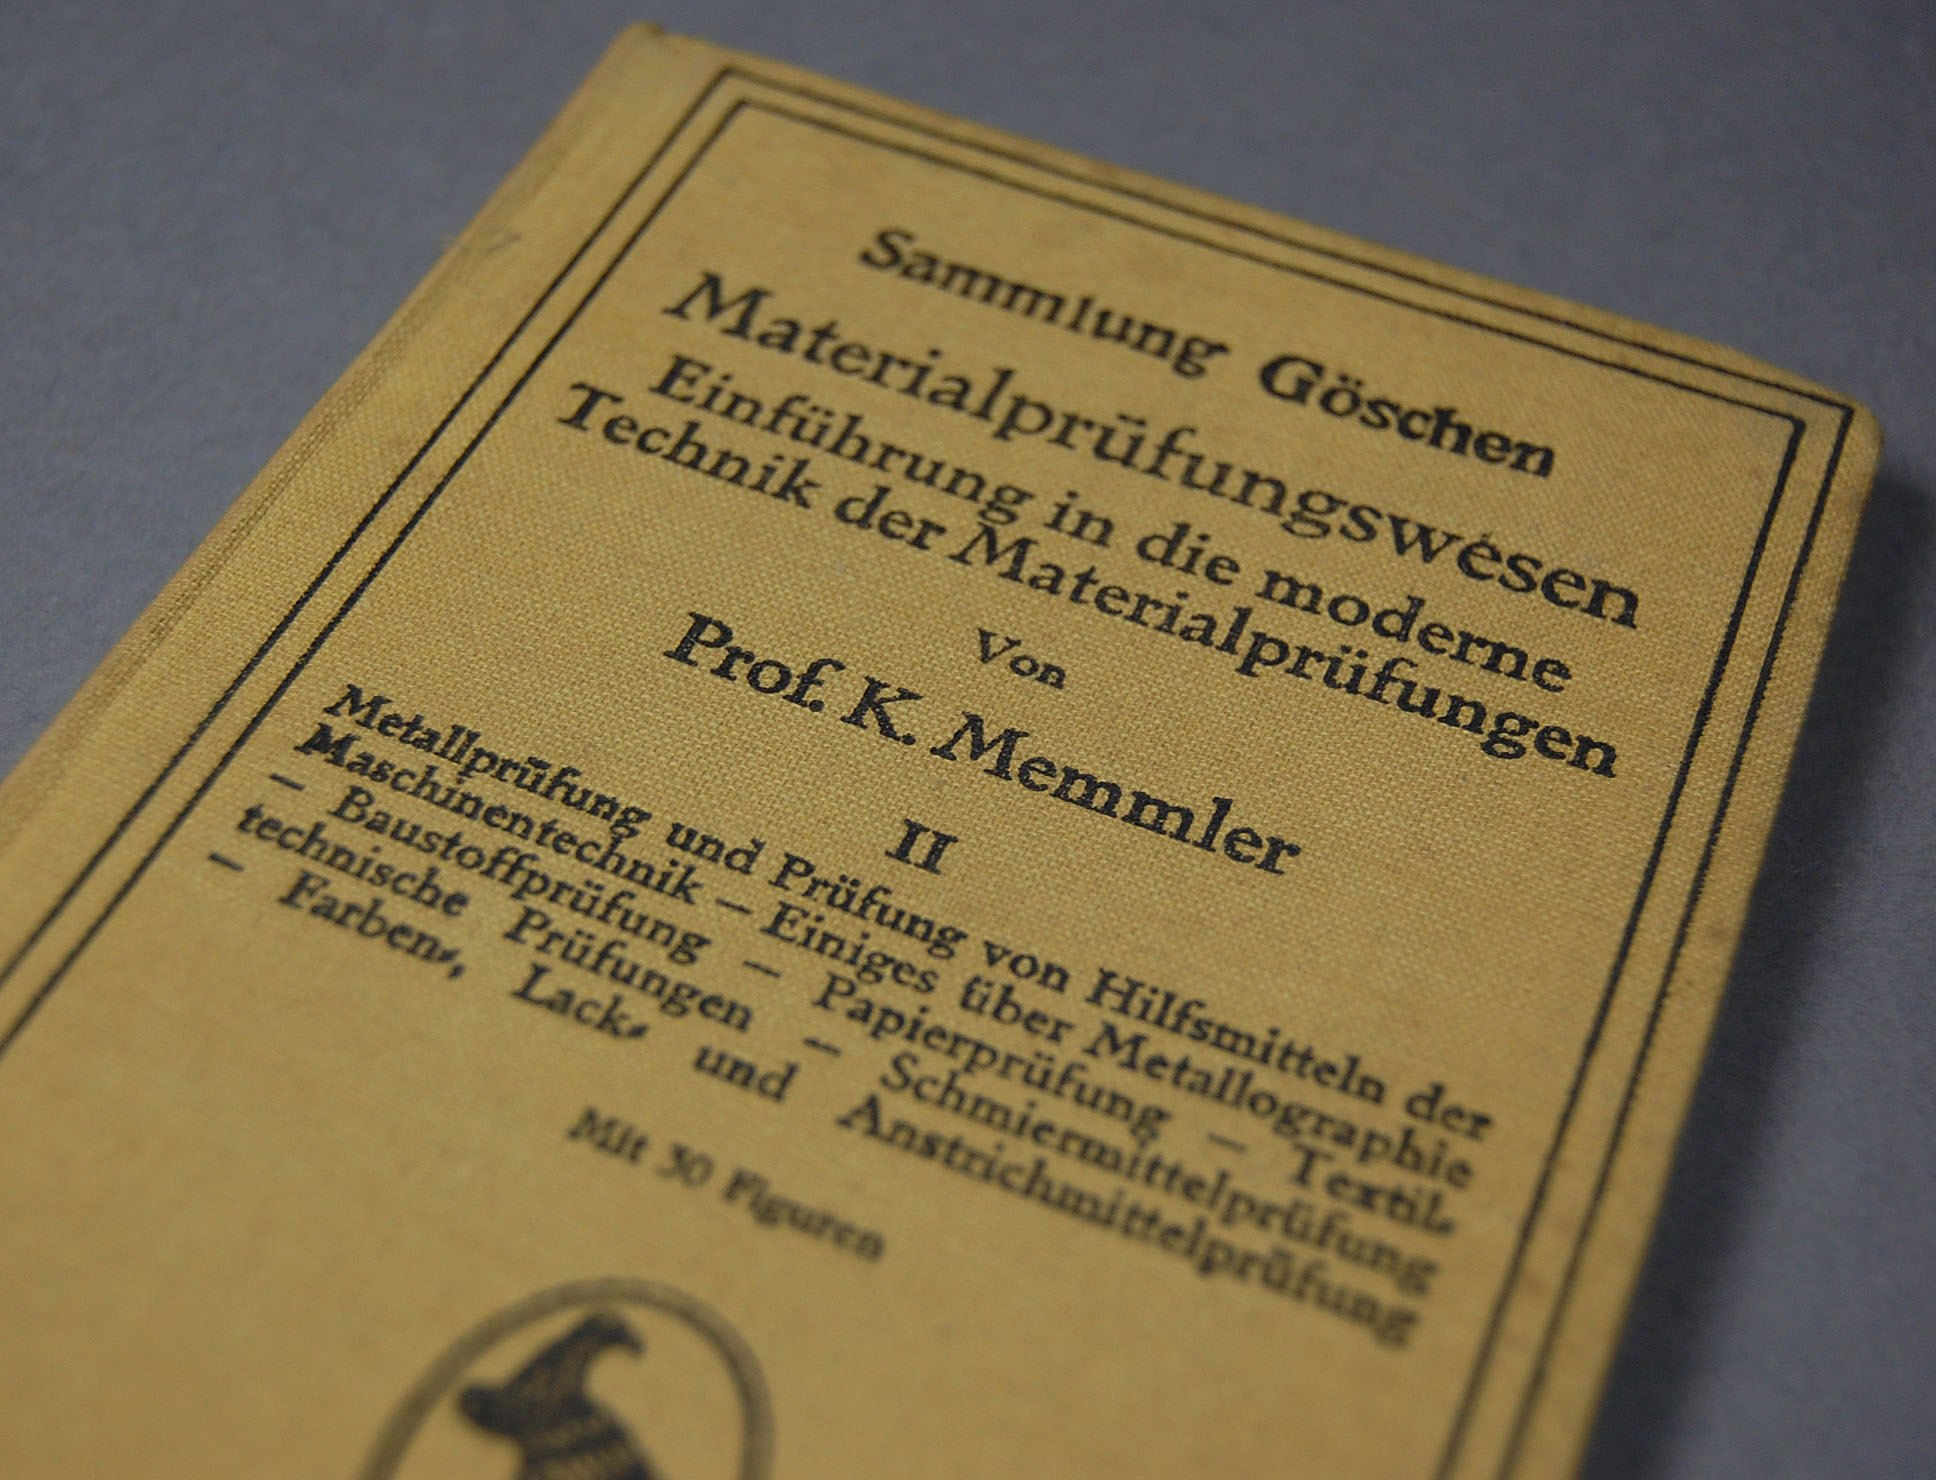 Sammlung Göschen
Materialprüfungswesen
Einführung in die moderne
Technik der Materialprüfungen
Von
Prof. K. Memmler
II
Metallprüfung und Prüfung von Hilfsmitteln der
Maschinentechnik – Einiges über Metallographie
– Baustoffprüfung – Papierprüfung – Textil-
technische Prüfungen – Schmiermittelprüfung
– Farben-, Lack- und Anstrichmittelprüfung
Mit 30 Figuren